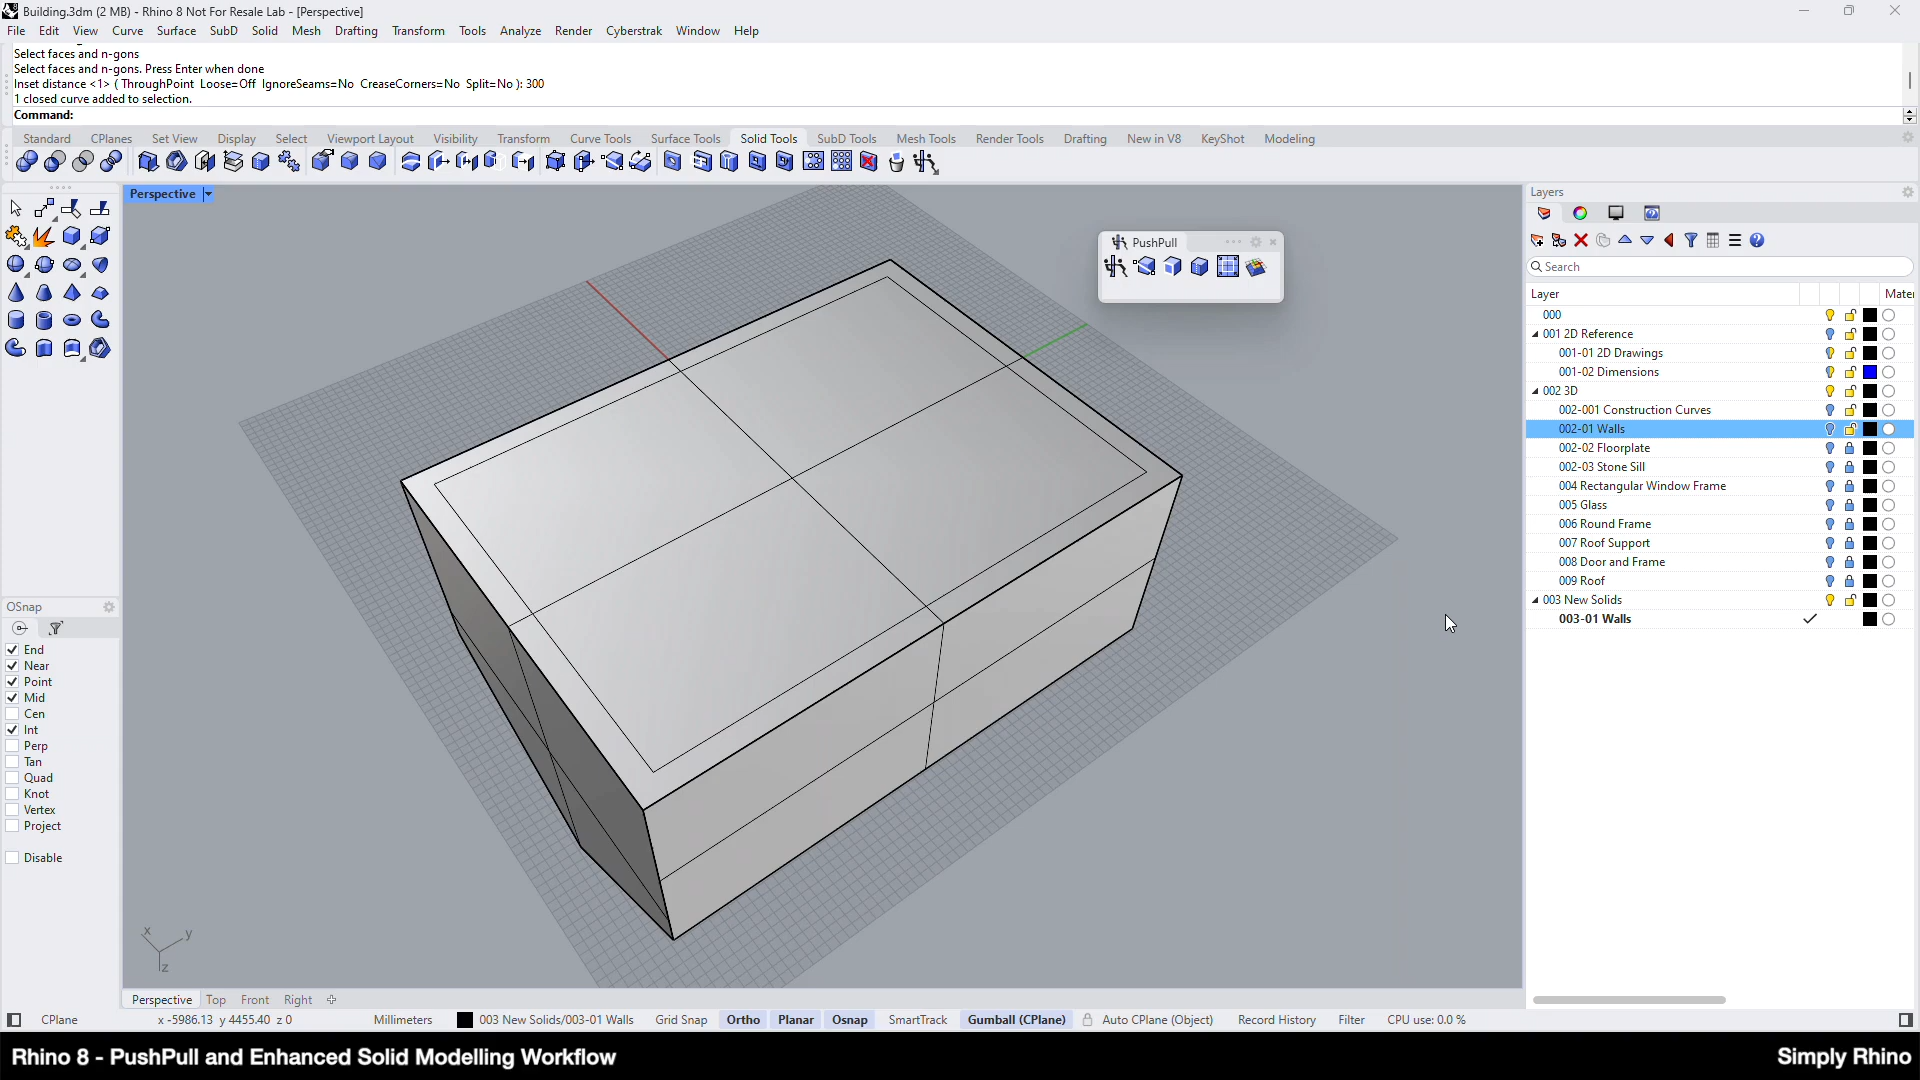 Building.3dm (2 MB) - Rhino 8 Not For Resale Lab - [Perspective]
File Edit View Curve Surface SubD Solid Mesh Drafting Transform Tools Analyze Render Cyberstrak Window Help
Select faces and n-gons
Select faces and n-gons. Press Enter when done
Inset distance <1> ( ThroughPoint Loose=Off IgnoreSeams=No CreaseCorners=No Split=No ): 300
1 closed curve added to selection.
Command:
Standard CPlanes Set View Display Select Viewport Layout Visibility Transform Curve Tools Surface Tools Solid Tools SubD Tools Mesh Tools Render Tools Drafting New in V8 KeyShot Modeling
Perspective
PushPull
Layers
Search
Layer Mater
000
001 2D Reference
001-01 2D Drawings
001-02 Dimensions
002 3D
002-001 Construction Curves
002-01 Walls
002-02 Floorplate
002-03 Stone Sill
004 Rectangular Window Frame
005 Glass
006 Round Frame
007 Roof Support
008 Door and Frame
009 Roof
003 New Solids
003-01 Walls
OSnap
End
Near
Point
Mid
Cen
Int
Perp
Tan
Quad
Knot
Vertex
Project
Disable
x y z
Perspective Top Front Right
CPlane x -5986.13 y 4455.40 z 0 Millimeters 003 New Solids/003-01 Walls Grid Snap Ortho Planar Osnap SmartTrack Gumball (CPlane) Auto CPlane (Object) Record History Filter CPU use: 0.0 %
Rhino 8 - PushPull and Enhanced Solid Modelling Workflow
Simply Rhino